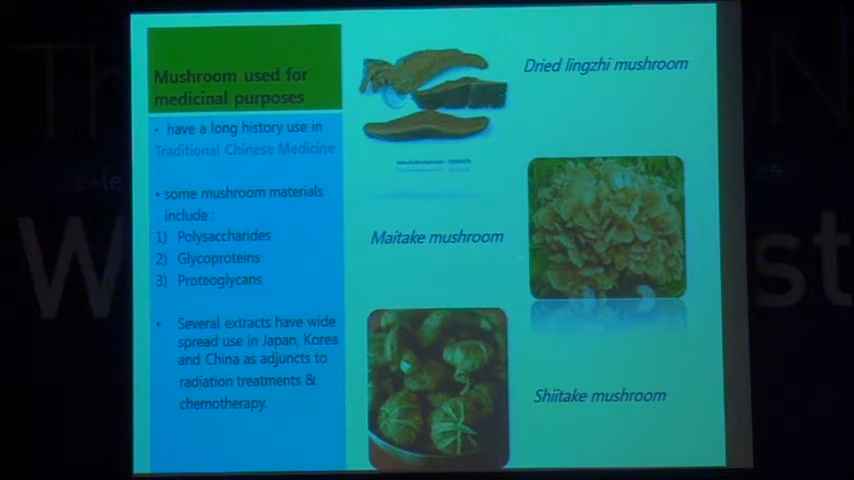 Mushroom used for
medicinal purposes
• have a long history use in
Traditional Chinese Medicine
• some mushroom materials
include :
1) Polysaccharides
2) Glycoproteins
3) Proteoglycans
• Several extracts have wide
spread use in Japan, Korea
and China as adjuncts to
radiation treatments &
chemotherapy.
Dried lingzhi mushroom
Maitake mushroom
Shiitake mushroom
W
st